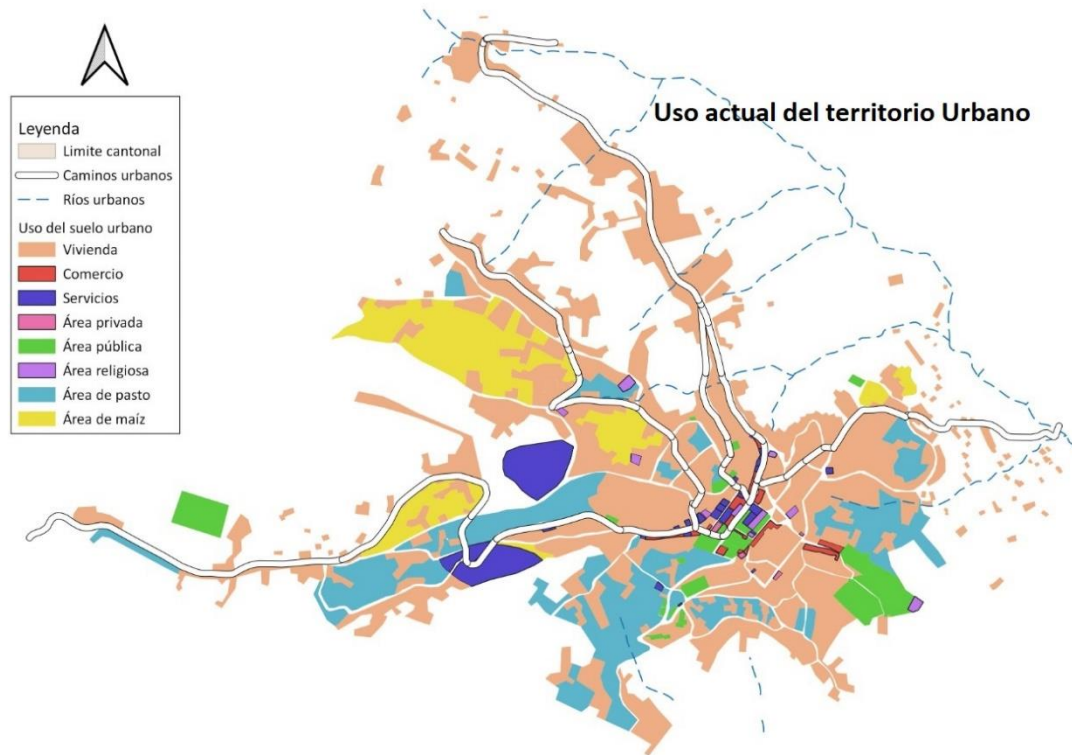 Uso actual del territorio Urbano
Leyenda
Limite cantonal
Caminos urbanos
Ríos urbanos
Uso del suelo urbano
Vivienda
Comercio
Servicios
Área privada
Área pública
Área religiosa
Área de pasto
Área de maíz